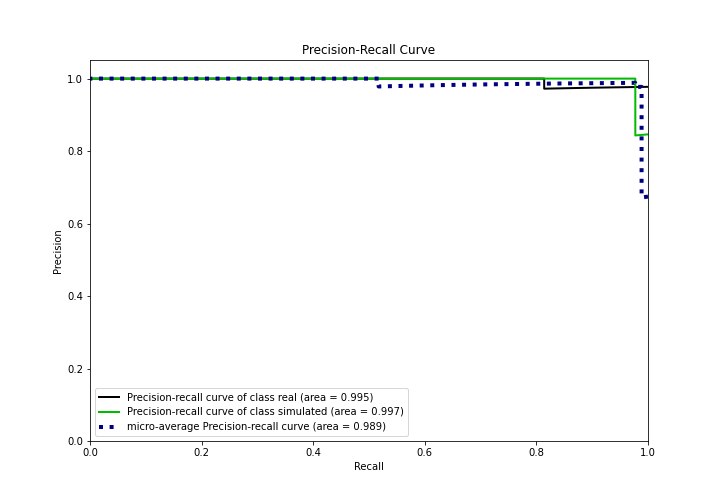 Precision-Recall Curve
1.0
0.8
0.6
0.4
0.2
0.0
Precision
Precision-recall curve of class real (area = 0.995)
Precision-recall curve of class simulated (area = 0.997)
micro-average Precision-recall curve (area = 0.989)
0.0 0.2 0.4 0.6 0.8 1.0
Recall